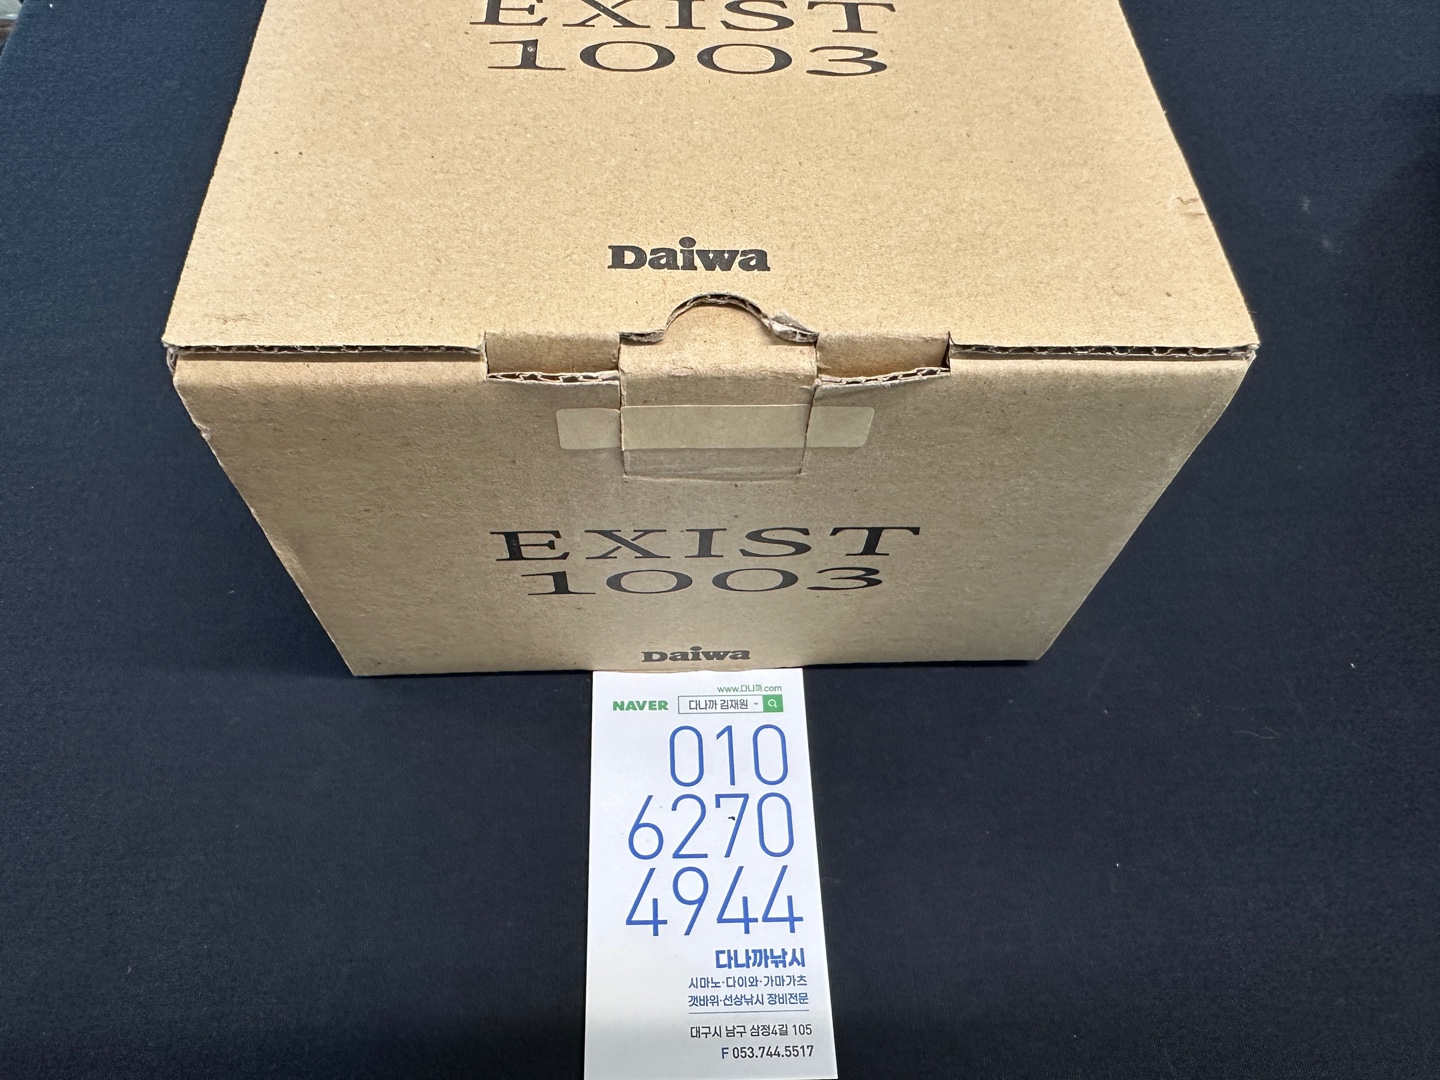 EXIST
1003
Daiwa
EXIST
1003
Daiwa
www.다나까.com
NAVER 다나까 김재원
010
6270
4944
다나까낚시
시마노·다이와·가마가츠
갯바위·선상낚시 장비전문
대구시 남구 삼정4길 105
F 053.744.5517